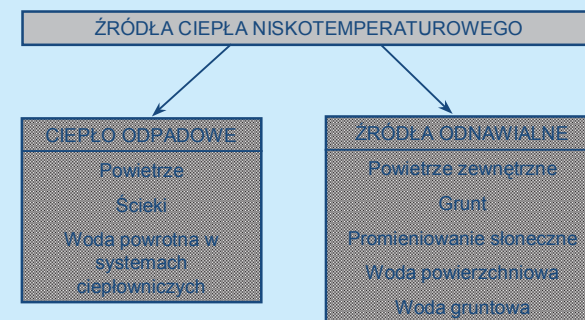 ŹRÓDŁA CIEPŁA NISKOTEMPERATUROWEGO
CIEPŁO ODPADOWE
Powietrze
Ścieki
Woda powrotna w
systemach
ciepłowniczych
ŹRÓDŁA ODNAWIALNE
Powietrze zewnętrzne
Grunt
Promieniowanie słoneczne
Woda powierzchniowa
Woda gruntowa